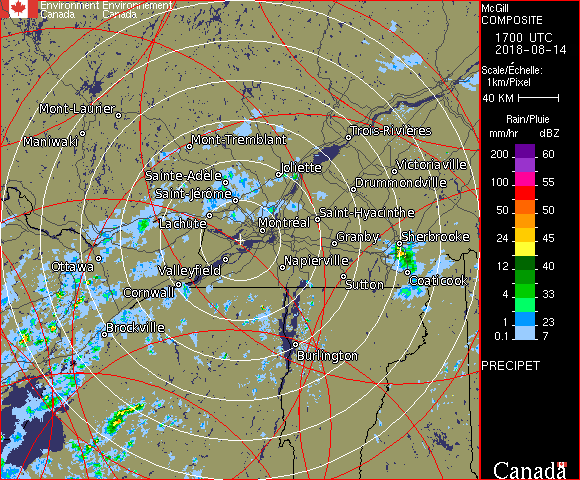 Environment Environnement
Canada Canada
McGill
COMPOSITE
1700 UTC
2018-08-14
Scale/Échelle:
1km/Pixel
40 KM
Rain/Pluie
mm/hr dBZ
200 60
100 55
50 50
24 45
12 40
4 33
1 23
0.1 7
PRECIPET
Canada
Mont-Laurier
Maniwaki
Mont-Tremblant
Trois-Rivières
Sainte-Adèle
Joliette
Victoriaville
Saint-Jérôme
Drummondville
Lachute
Montréal
Saint-Hyacinthe
Granby
Sherbrooke
Ottawa
Valleyfield
Napierville
Cornwall
Sutton
Coaticook
Brockville
Burlington